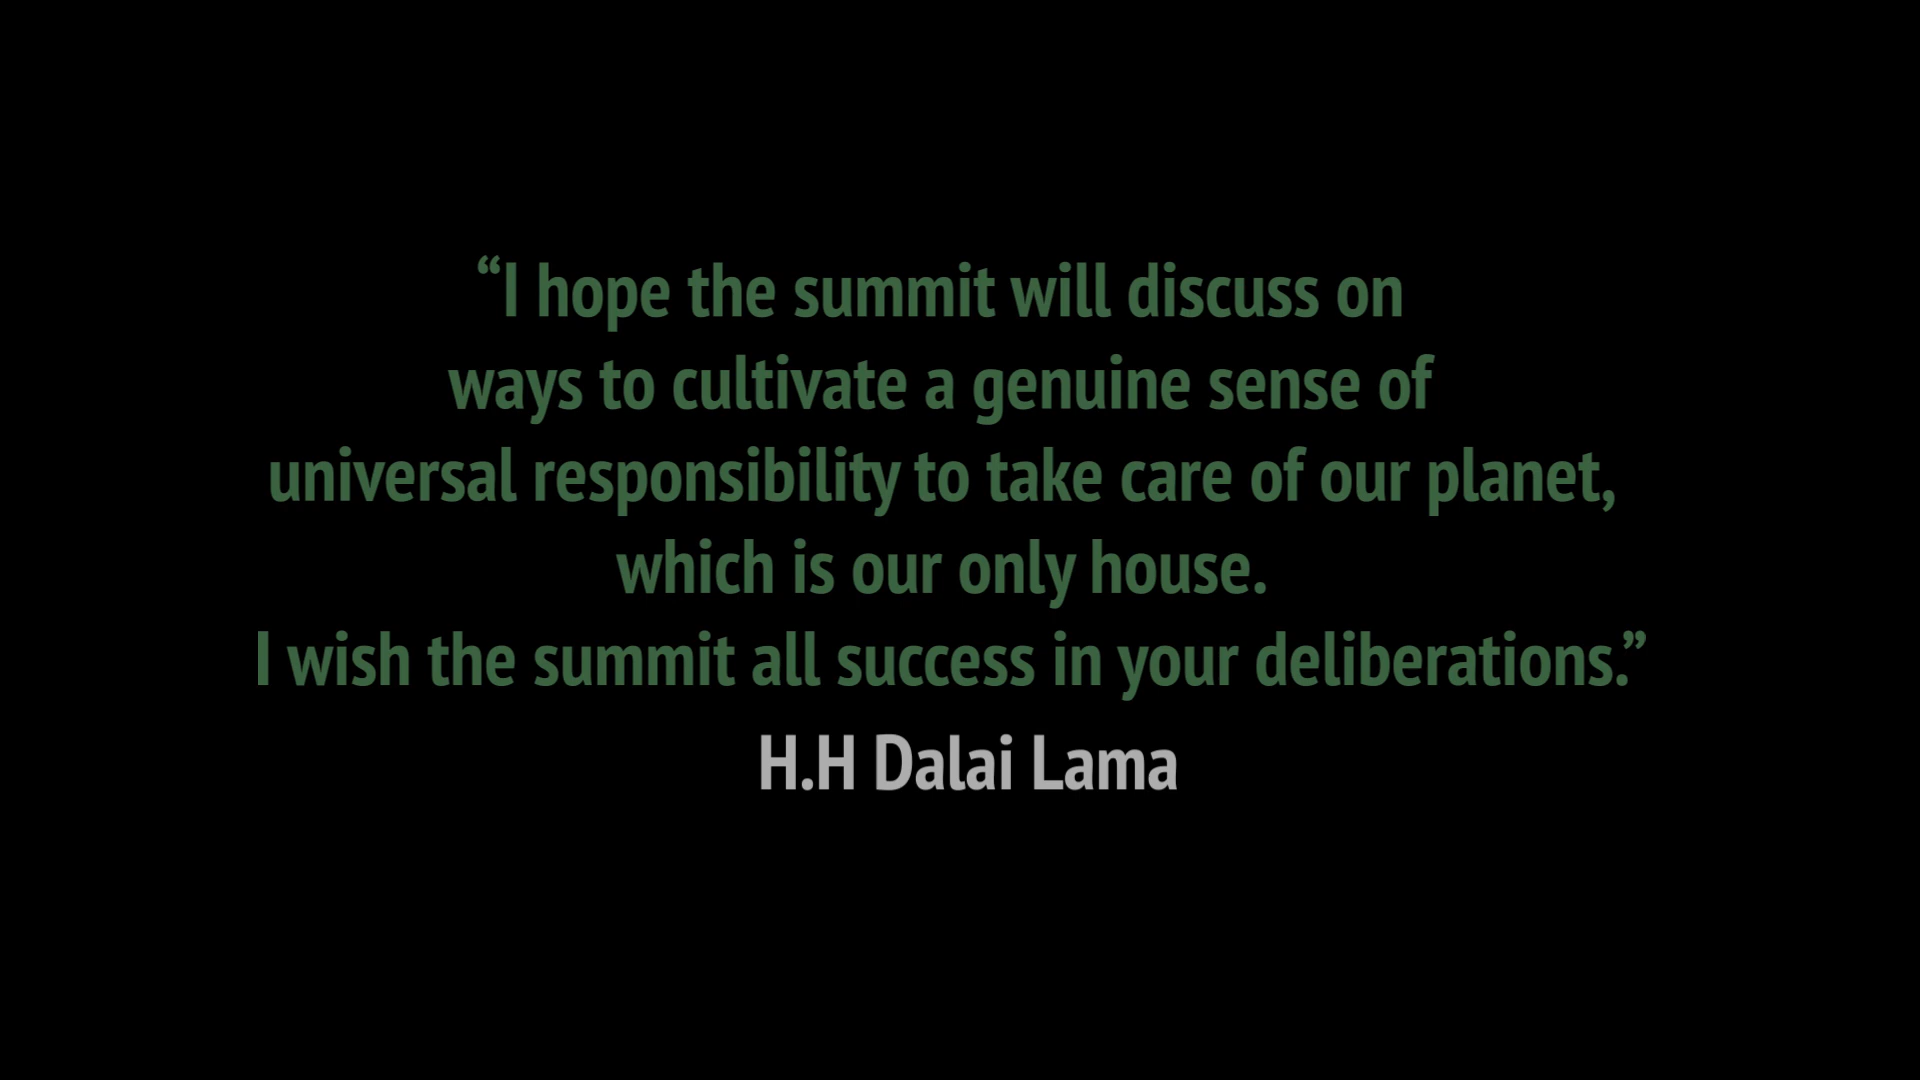 “I hope the summit will discuss on
ways to cultivate a genuine sense of
universal responsibility to take care of our planet,
which is our only house.
I wish the summit all success in your deliberations.”
H.H Dalai Lama